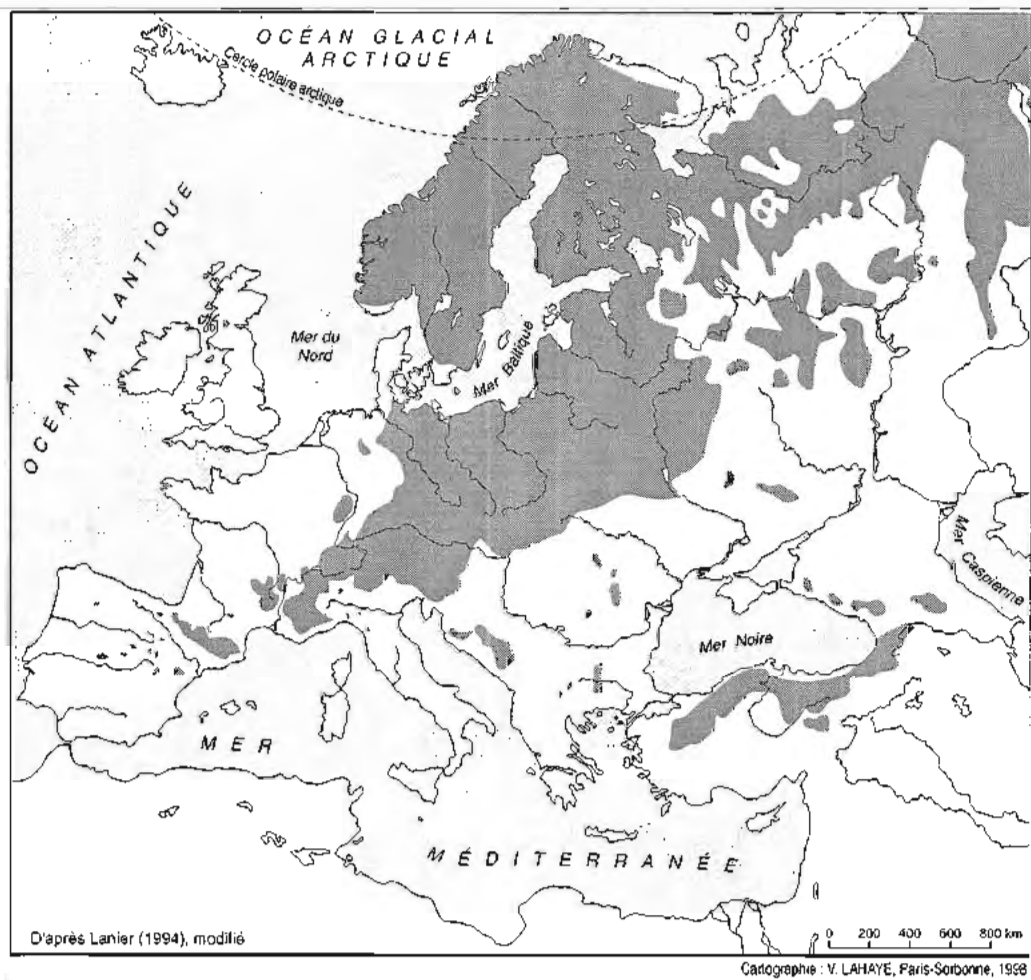 OCÉAN GLACIAL
ARCTIQUE
Cercle polaire arctique
OCÉAN ATLANTIQUE
Mer du
Nord
Mer Baltique
Mer Caspienne
Mer Noire
MER
MÉDITERRANÉE
D'après Lanier (1994), modifié
0 200 400 600 800 km
Cartographie : V. LAHAYE, Paris-Sorbonne, 1998